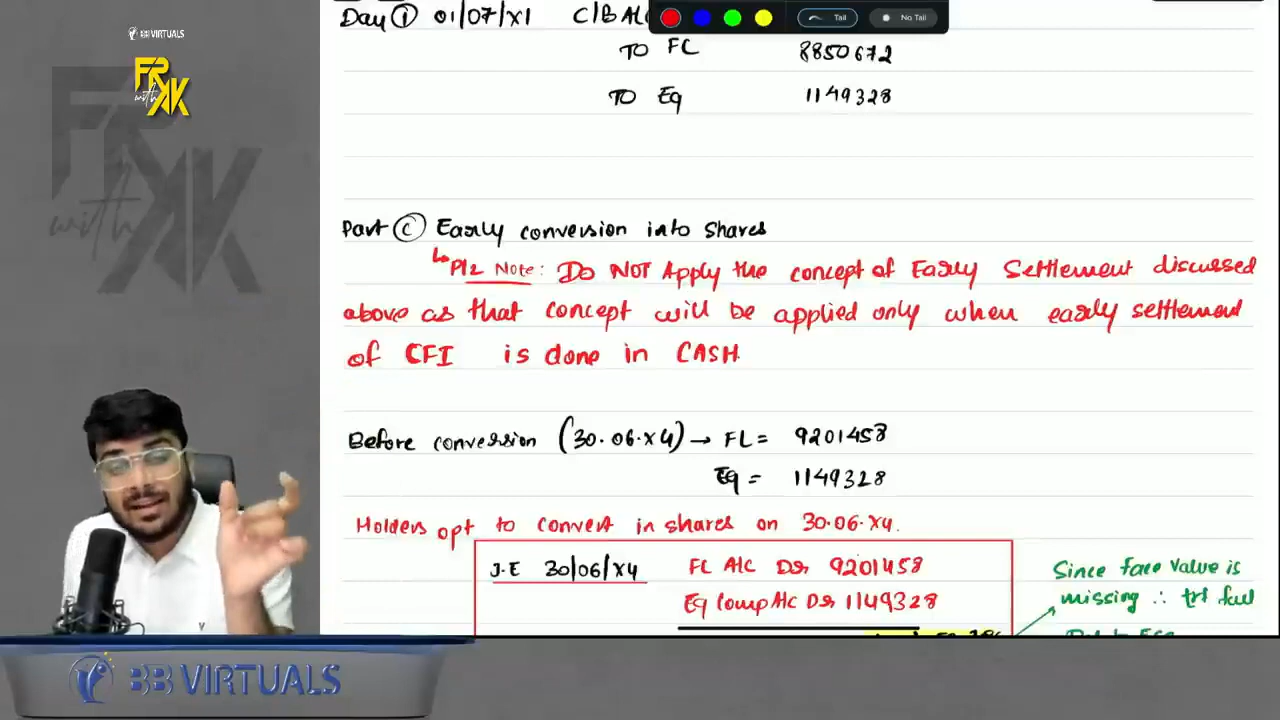 Day ① 01/07/X1 C/B A/c
Tail
No Tail
TO FC 8850672
TO Eq 1149328
BB VIRTUALS
FR
with
KK
Part Ⓒ Early conversion into shares
Plz Note: Do NOT Apply the concept of Early Settlement discussed
above as that concept will be applied only when early settlement
of CFI is done in CASH
Before conversion (30.06.X4) → FL = 9201458
Eq = 1149328
Holders opt to convert in shares on 30.06.X4.
J.E 30/06/X4 FL A/c Dr 9201458
Eq Comp A/c Dr 1149328
Since face value is
missing ∴ trf full
BB VIRTUALS